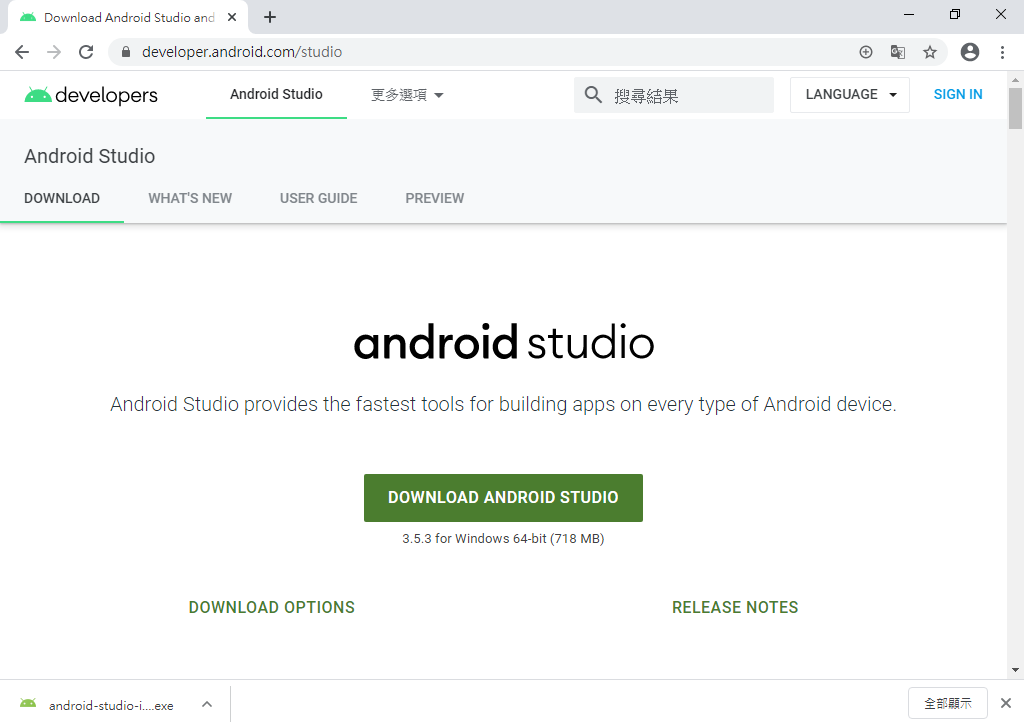 Download Android Studio and
developer.android.com/studio
developers
Android Studio
更多選項
搜尋結果
LANGUAGE
SIGN IN
Android Studio
DOWNLOAD
WHAT'S NEW
USER GUIDE
PREVIEW
android studio
Android Studio provides the fastest tools for building apps on every type of Android device.
DOWNLOAD ANDROID STUDIO
3.5.3 for Windows 64-bit (718 MB)
DOWNLOAD OPTIONS
RELEASE NOTES
android-studio-i....exe
全部顯示